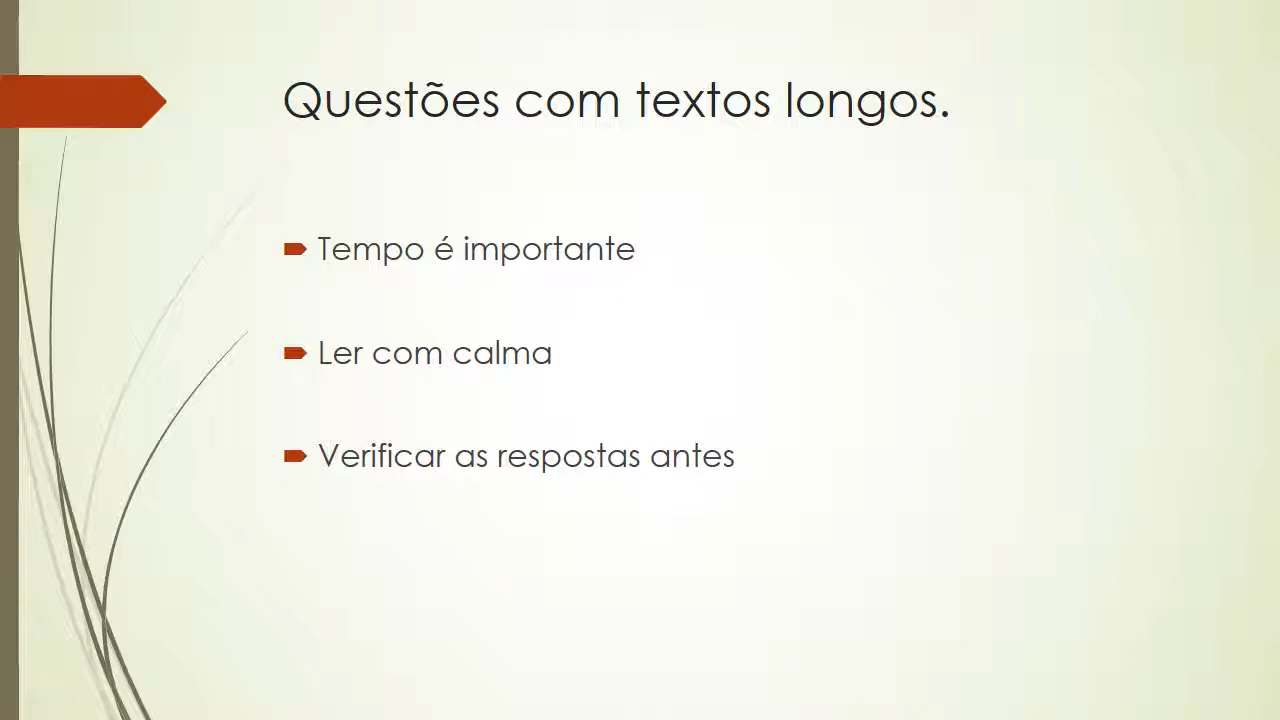 Questões com textos longos.
Tempo é importante
Ler com calma
Verificar as respostas antes